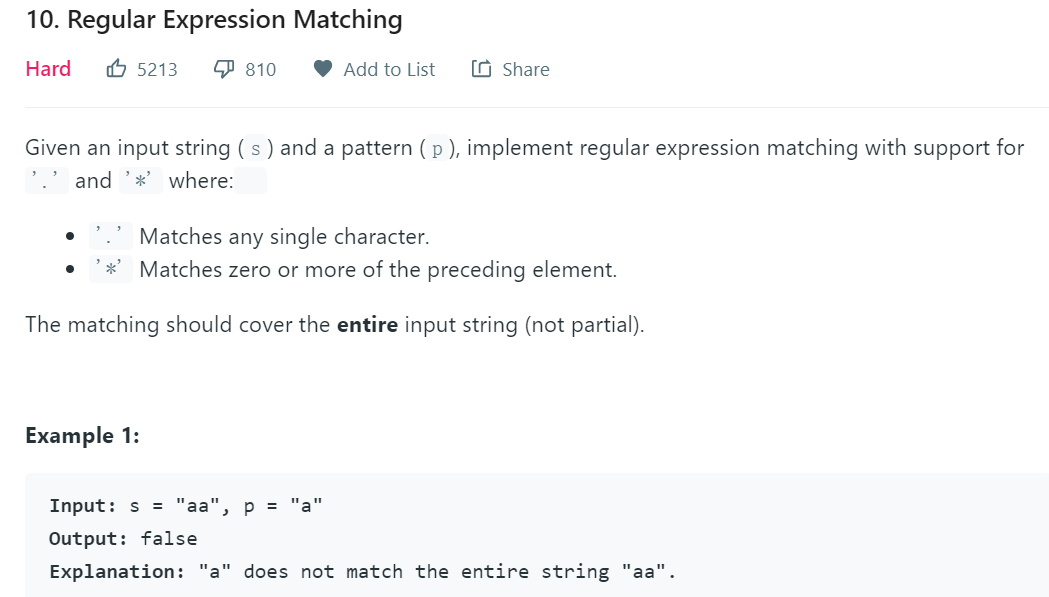 10. Regular Expression Matching
Hard 5213 810 Add to List Share
Given an input string ( s ) and a pattern ( p ), implement regular expression matching with support for
'.' and '*' where:
• '.' Matches any single character.
• '*' Matches zero or more of the preceding element.
The matching should cover the entire input string (not partial).
Example 1:
Input: s = "aa", p = "a"
Output: false
Explanation: "a" does not match the entire string "aa".